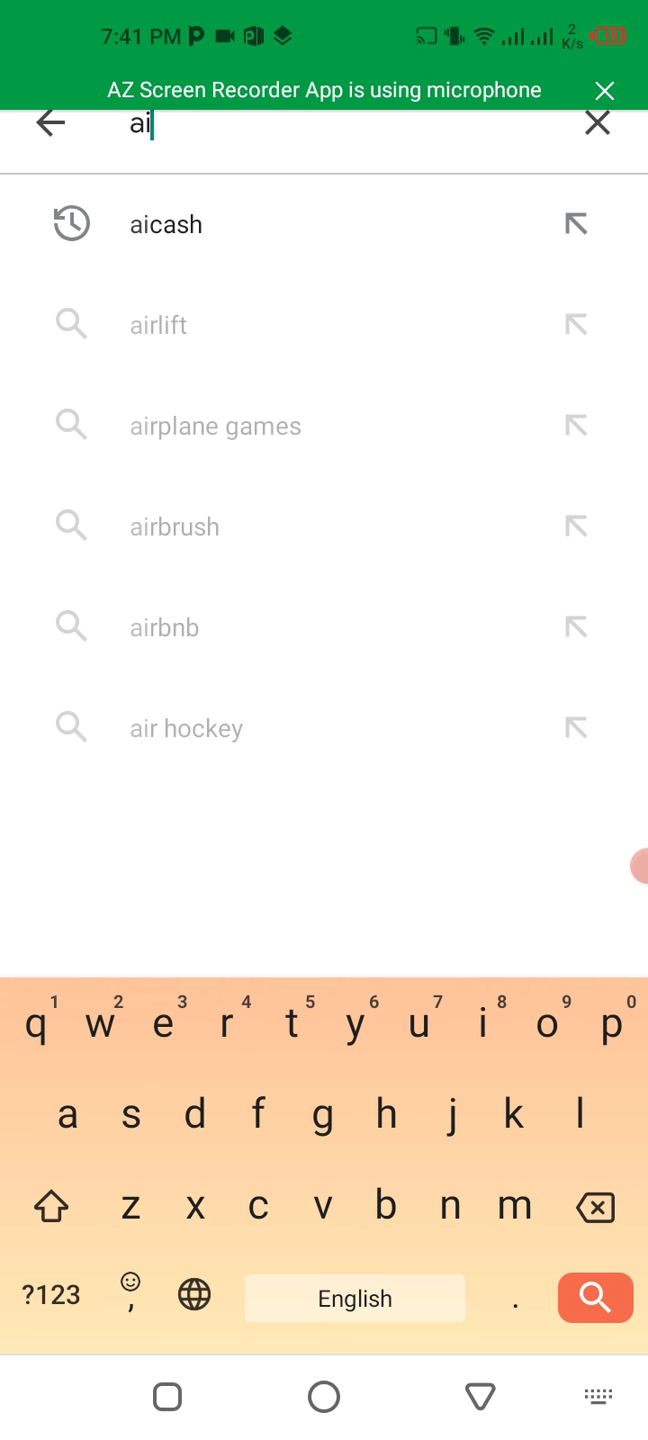 7:41 PM
2
K/s
10
AZ Screen Recorder App is using microphone
ai
aicash
airlift
airplane games
airbrush
airbnb
air hockey
1 2 3 4 5 6 7 8 9 0
q w e r t y u i o p
a s d f g h j k l
z x c v b n m
?123 , English .